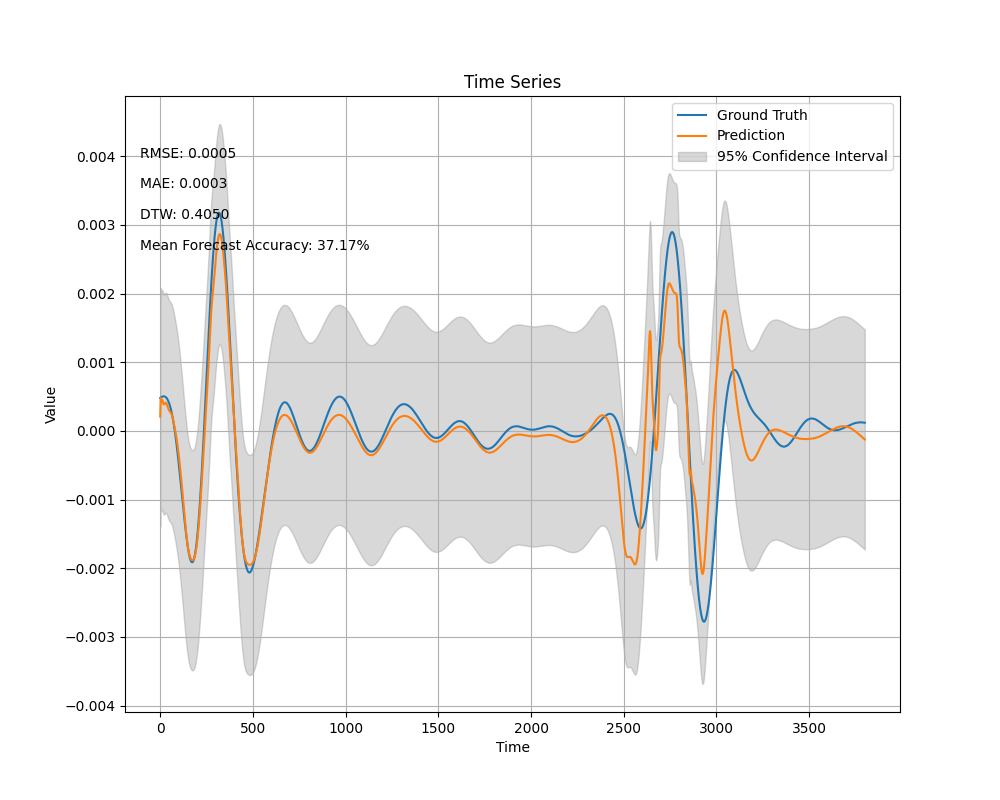 Time Series
Ground Truth
Prediction
95% Confidence Interval
RMSE: 0.0005
MAE: 0.0003
DTW: 0.4050
Mean Forecast Accuracy: 37.17%
0.004
0.003
0.002
0.001
0.000
−0.001
−0.002
−0.003
−0.004
Value
0 500 1000 1500 2000 2500 3000 3500
Time